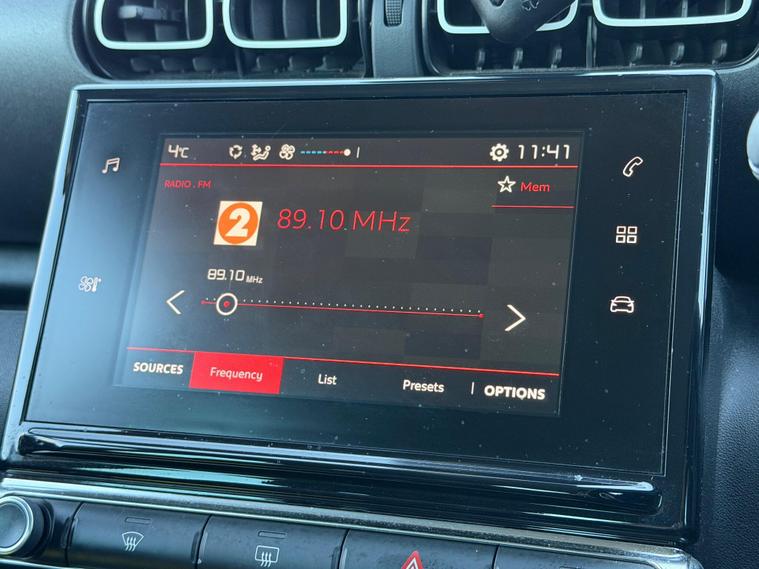 4°C
11:41
RADIO . FM
Mem
2
89.10 MHz
89.10 MHz
SOURCES
Frequency
List
Presets
OPTIONS